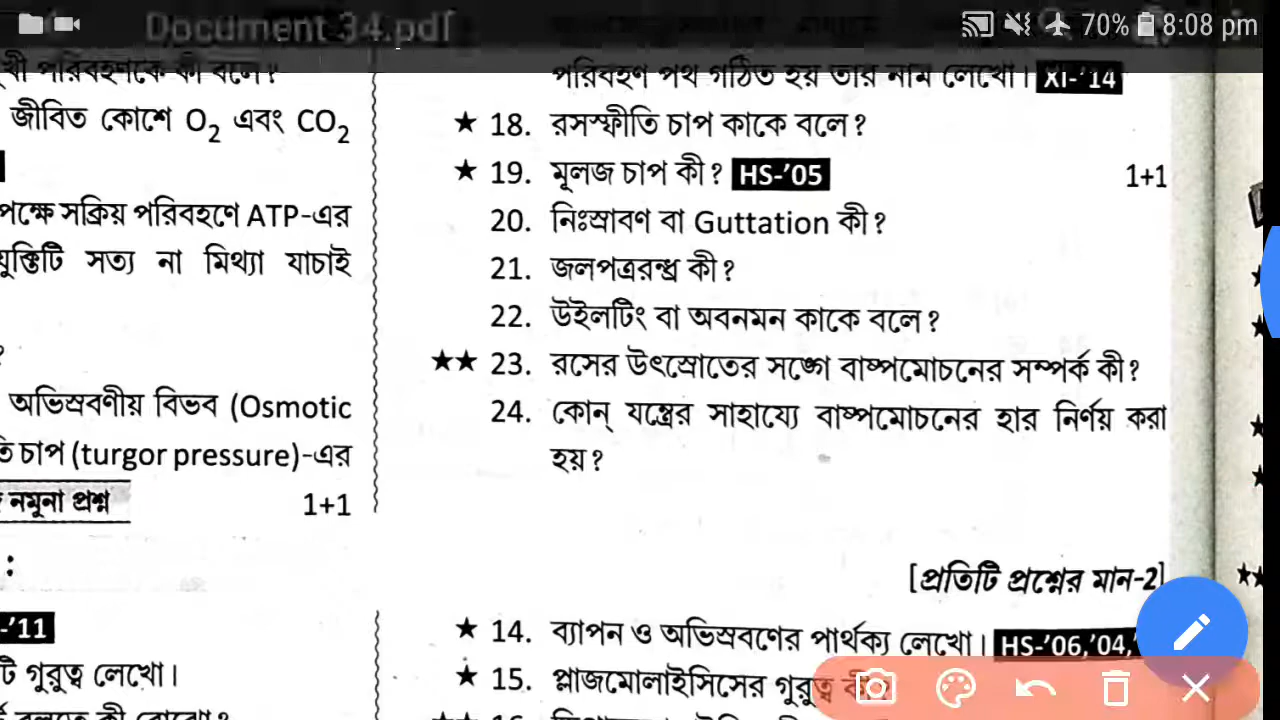 Document 34.pdf
70% 8:08 pm
পরিবহণকে কী বলে?
জীবিত কোশে O₂ এবং CO₂
সক্রিয় পরিবহণে ATP-এর
সত্য না মিথ্যা যাচাই
অভিস্রবণীয় বিভব (Osmotic
চাপ (turgor pressure)-এর
নমুনা প্রশ্ন 1+1
:
-'11
গুরুত্ব লেখো।
পরিবহণ পথ গঠিত হয় তার নাম লেখো। XI-'14
★ 18. রসস্ফীতি চাপ কাকে বলে?
★ 19. মূলজ চাপ কী? HS-'05 1+1
20. নিঃস্রাবণ বা Guttation কী?
21. জলপত্ররন্ধ্র কী?
22. উইলটিং বা অবনমন কাকে বলে?
★★ 23. রসের উৎস্রোতের সঙ্গে বাষ্পমোচনের সম্পর্ক কী?
24. কোন্ যন্ত্রের সাহায্যে বাষ্পমোচনের হার নির্ণয় করা
হয়?
[প্রতিটি প্রশ্নের মান-2]
★ 14. ব্যাপন ও অভিস্রবণের পার্থক্য লেখো। HS-'06,'04,
★ 15. প্লাজমোলাইসিসের গুরুত্ব কী?